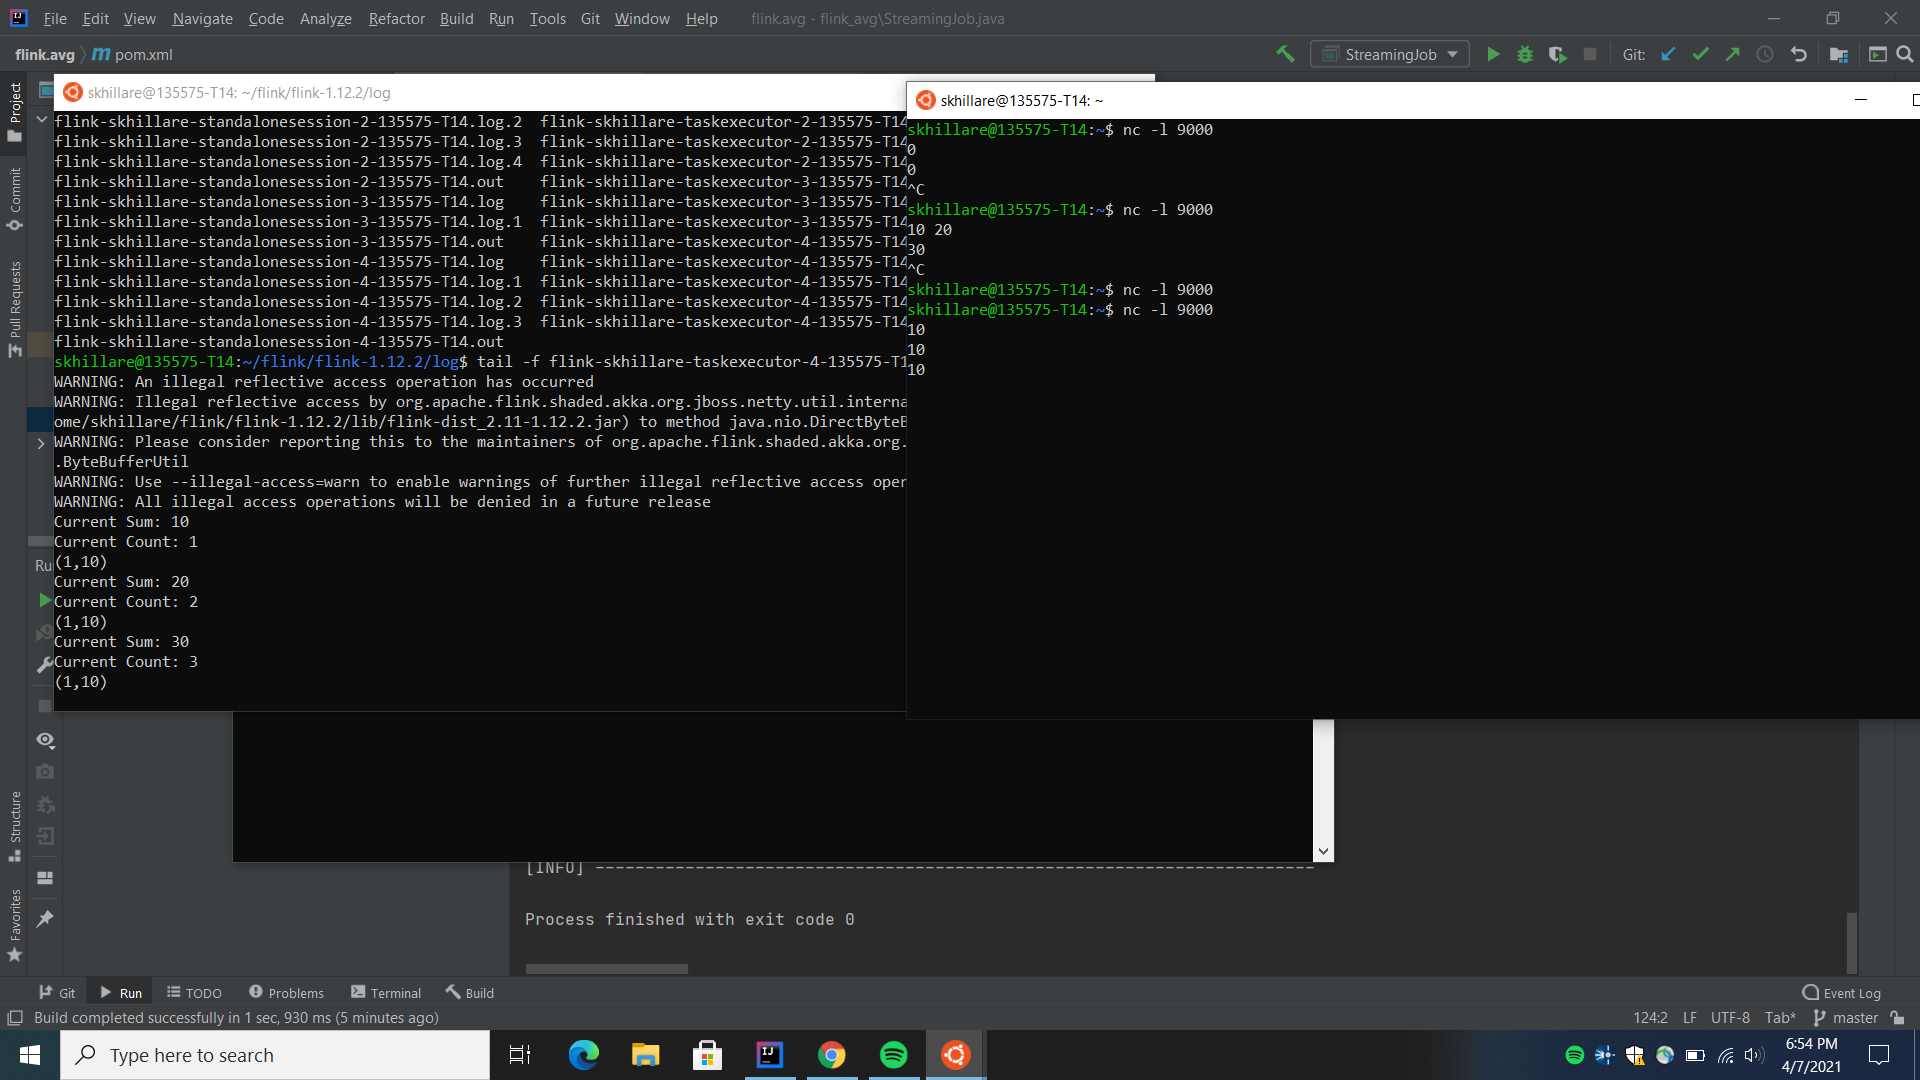 File Edit View Navigate Code Analyze Refactor Build Run Tools Git Window Help flink.avg - flink_avg\StreamingJob.java
flink.avg pom.xml
StreamingJob Git:
Project
Commit
Pull Requests
Structure
Favorites
skhillare@135575-T14: ~/flink/flink-1.12.2/log
flink-skhillare-standalonesession-2-135575-T14.log.2 flink-skhillare-taskexecutor-2-135575-T14
flink-skhillare-standalonesession-2-135575-T14.log.3 flink-skhillare-taskexecutor-2-135575-T14
flink-skhillare-standalonesession-2-135575-T14.log.4 flink-skhillare-taskexecutor-2-135575-T14
flink-skhillare-standalonesession-2-135575-T14.out flink-skhillare-taskexecutor-3-135575-T14
flink-skhillare-standalonesession-3-135575-T14.log flink-skhillare-taskexecutor-3-135575-T14
flink-skhillare-standalonesession-3-135575-T14.log.1 flink-skhillare-taskexecutor-3-135575-T14
flink-skhillare-standalonesession-3-135575-T14.out flink-skhillare-taskexecutor-4-135575-T14
flink-skhillare-standalonesession-4-135575-T14.log flink-skhillare-taskexecutor-4-135575-T14
flink-skhillare-standalonesession-4-135575-T14.log.1 flink-skhillare-taskexecutor-4-135575-T14
flink-skhillare-standalonesession-4-135575-T14.log.2 flink-skhillare-taskexecutor-4-135575-T14
flink-skhillare-standalonesession-4-135575-T14.log.3 flink-skhillare-taskexecutor-4-135575-T14
flink-skhillare-standalonesession-4-135575-T14.out
skhillare@135575-T14:~/flink/flink-1.12.2/log$ tail -f flink-skhillare-taskexecutor-4-135575-T1
WARNING: An illegal reflective access operation has occurred
WARNING: Illegal reflective access by org.apache.flink.shaded.akka.org.jboss.netty.util.interna
ome/skhillare/flink/flink-1.12.2/lib/flink-dist_2.11-1.12.2.jar) to method java.nio.DirectByteB
WARNING: Please consider reporting this to the maintainers of org.apache.flink.shaded.akka.org.
.ByteBufferUtil
WARNING: Use --illegal-access=warn to enable warnings of further illegal reflective access oper
WARNING: All illegal access operations will be denied in a future release
Current Sum: 10
Current Count: 1
(1,10)
Current Sum: 20
Current Count: 2
(1,10)
Current Sum: 30
Current Count: 3
(1,10)
skhillare@135575-T14: ~
skhillare@135575-T14:~$ nc -l 9000
0
0
^C
skhillare@135575-T14:~$ nc -l 9000
10 20
30
^C
skhillare@135575-T14:~$ nc -l 9000
skhillare@135575-T14:~$ nc -l 9000
10
10
10
Ru
[INFO] ------------------------------------------------------------------------
Process finished with exit code 0
Git Run TODO Problems Terminal Build Event Log
Build completed successfully in 1 sec, 930 ms (5 minutes ago) 124:2 LF UTF-8 Tab* master
Type here to search
6:54 PM
4/7/2021